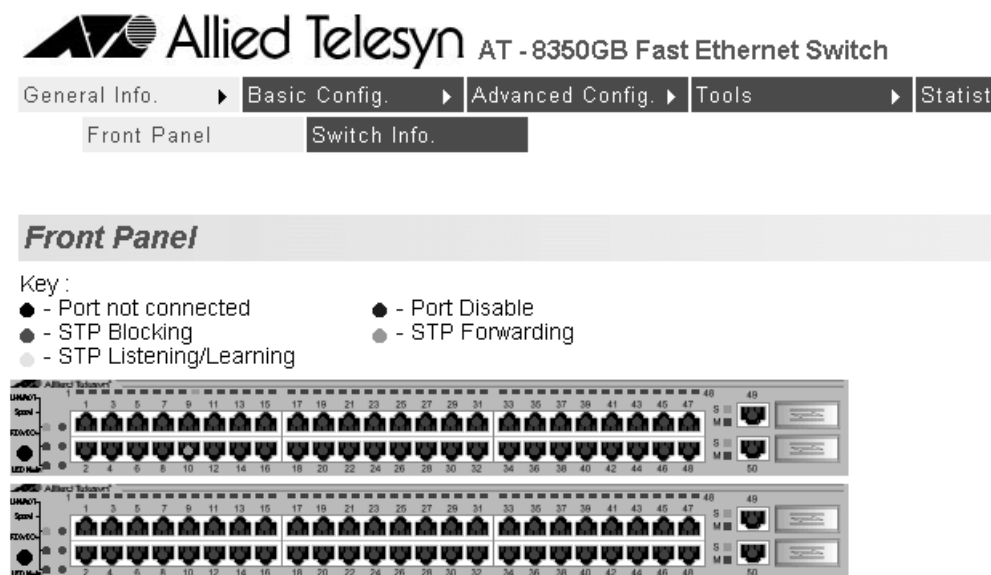 Allied Telesyn AT - 8350GB Fast Ethernet Switch
General Info. Basic Config. Advanced Config. Tools Statist
Front Panel Switch Info.
Front Panel
Key :
- Port not connected - Port Disable
- STP Blocking - STP Forwarding
- STP Listening/Learning
Allied Telesyn
1 48 49
1 3 5 7 9 11 13 15 17 19 21 23 25 27 29 31 33 35 37 39 41 43 45 47
S
M
S
M
2 4 6 8 10 12 14 16 18 20 22 24 26 28 30 32 34 36 38 40 42 44 46 48 50
Allied Telesyn
1 48 49
1 3 5 7 9 11 13 15 17 19 21 23 25 27 29 31 33 35 37 39 41 43 45 47
S
M
S
M
2 4 6 8 10 12 14 16 18 20 22 24 26 28 30 32 34 36 38 40 42 44 46 48 50